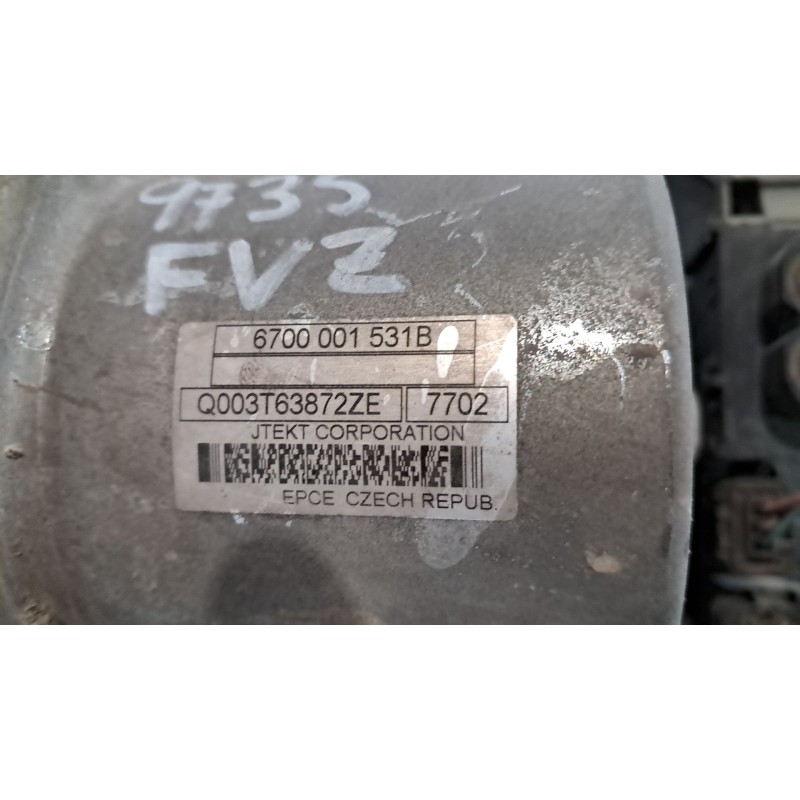 9735
FVZ
6700 001 531B
Q003T63872ZE 7702
JTEKT CORPORATION
EPCE CZECH REPUB.